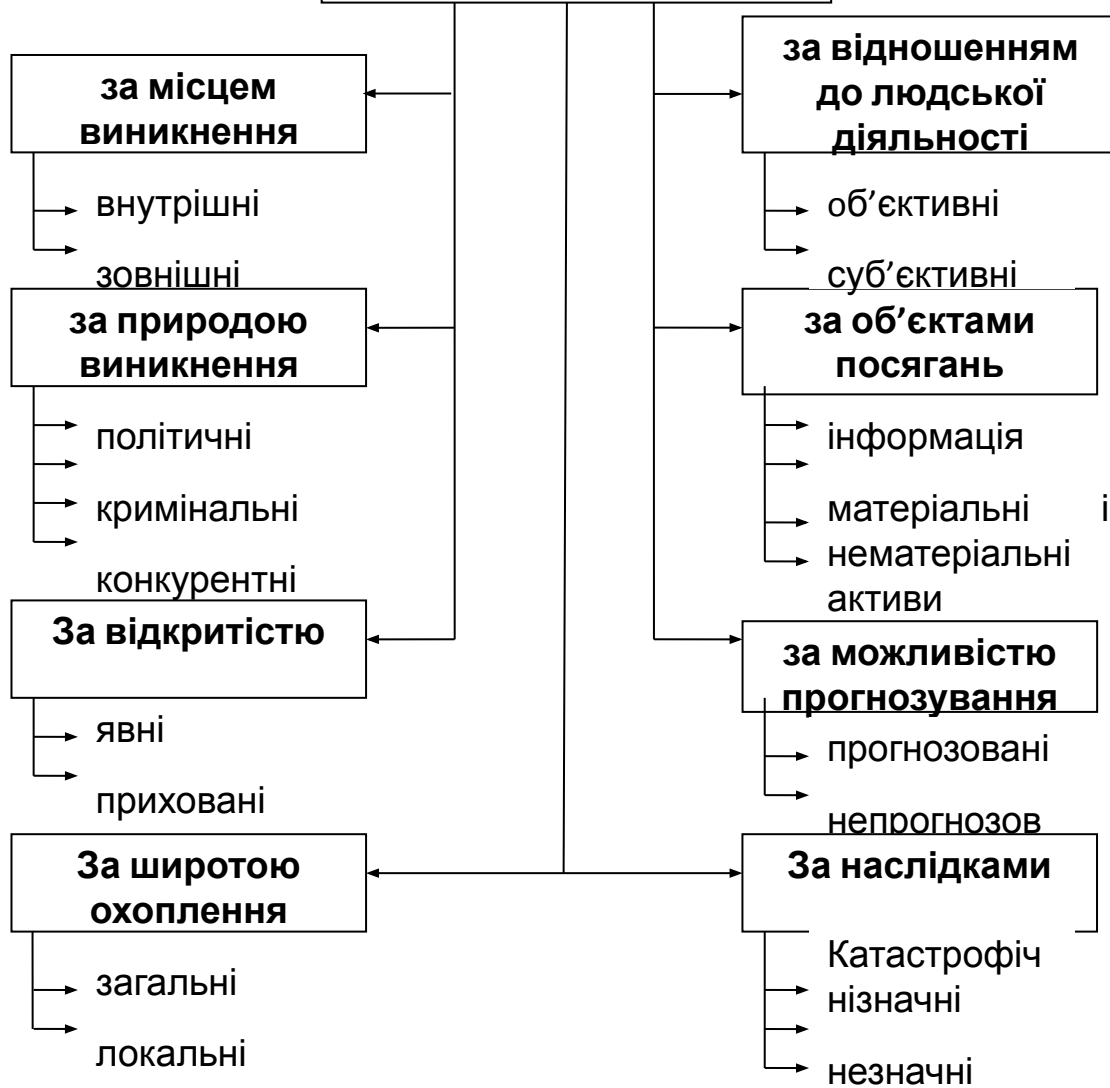 за місцем
виникнення
внутрішні
зовнішні
за природою
виникнення
політичні
кримінальні
конкурентні
За відкритістю
явні
приховані
За широтою
охоплення
загальні
локальні
за відношенням
до людської
діяльності
об’єктивні
суб’єктивні
за об’єктами
посягань
інформація
матеріальні і
нематеріальні
активи
за можливістю
прогнозування
прогнозовані
непрогнозов
За наслідками
Катастрофіч
нізначні
незначні